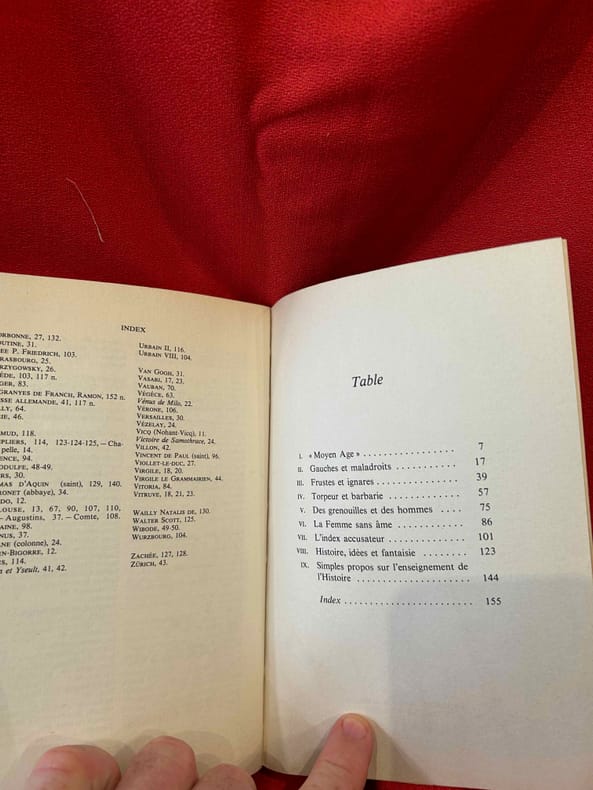 INDEX
ORBONNE, 27, 132.
OUTINE, 31.
EE P. FRIEDRICH, 103.
RASBOURG, 25.
RZYGOWSKY, 26.
ÈDE, 103, 117 n.
GER, 83.
GRANYES DE FRANCH, RAMON, 152 n.
SSE ALLEMANDE, 41, 117 n.
LLY, 64.
IE, 46.
MUD, 118.
PLIERS, 114, 123-124-125, — Cha-
pelle, 14.
ENCE, 94.
ODULFE, 48-49.
ERS, 30.
MAS D'AQUIN (saint), 129, 140.
IONET (abbaye), 34.
DO, 12.
LOUSE, 13, 67, 90, 107, 110,
— Augustins, 37. — Comte, 108.
AINE, 98.
NUS, 37.
ANE (colonne), 24.
EN-BIGORRE, 12.
ES, 114.
n et Yseult, 41, 42.
URBAIN II, 116.
URBAIN VIII, 104.
VAN GOGH, 31.
VASARI, 17, 23.
VAUBAN, 70.
VÉGÈCE, 63.
Vénus de Milo, 22.
VÉRONE, 106.
VERSAILLES, 30.
VÉZELAY, 24.
VICQ (Nohant-Vicq), 11.
Victoire de Samothrace, 24.
VILLON, 42.
VINCENT DE PAUL (saint), 96.
VIOLLET-LE-DUC, 27.
VIRGILE, 18, 20.
VIRGILE LE GRAMMAIRIEN, 44.
VITORIA, 84.
VITRUVE, 18, 21, 23.
WAILLY NATALIS DE, 130.
WALTER SCOTT, 125.
WIBODE, 49-50.
WURZBOURG, 104.
ZACHÉE, 127, 128.
ZÜRICH, 43.
Table
I. « Moyen Age » . . . . . . . . . . . . . . . . . 7
II. Gauches et maladroits . . . . . . . . . . . 17
III. Frustes et ignares . . . . . . . . . . . . . . . 39
IV. Torpeur et barbarie . . . . . . . . . . . . . 57
V. Des grenouilles et des hommes . . . . 75
VI. La Femme sans âme . . . . . . . . . . . . 86
VII. L'index accusateur . . . . . . . . . . . . . . 101
VIII. Histoire, idées et fantaisie . . . . . . . . 123
IX. Simples propos sur l'enseignement de
l'Histoire . . . . . . . . . . . . . . . . . . . . . 144
Index . . . . . . . . . . . . . . . . . . . . . . . . 155